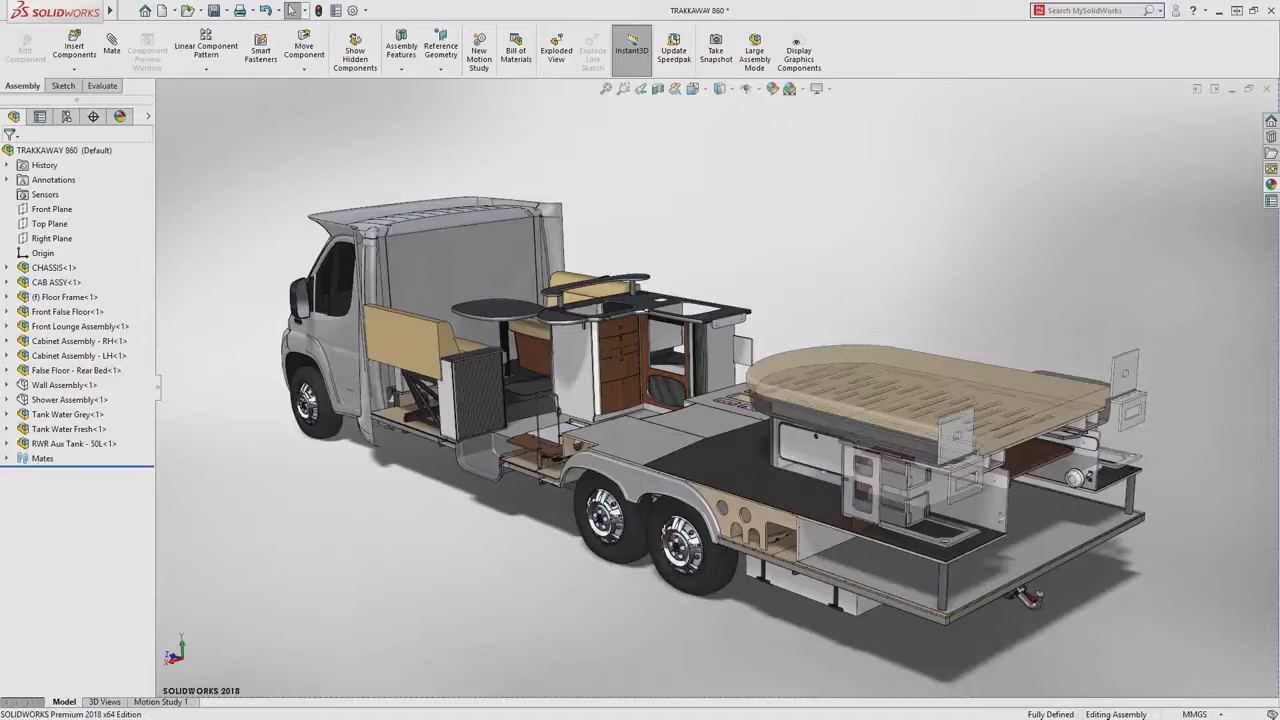 SOLIDWORKS
TRAKKAWAY 860 *
Search MySolidWorks
Edit Component
Insert Components
Mate
Component Preview Window
Linear Component Pattern
Smart Fasteners
Move Component
Show Hidden Components
Assembly Features
Reference Geometry
New Motion Study
Bill of Materials
Exploded View
Explode Line Sketch
Instant3D
Update Speedpak
Take Snapshot
Large Assembly Mode
Display Graphics Components
Assembly
Sketch
Evaluate
TRAKKAWAY 860 (Default)
History
Annotations
Sensors
Front Plane
Top Plane
Right Plane
Origin
CHASSIS<1>
CAB ASSY<1>
(f) Floor Frame<1>
Front False Floor<1>
Front Lounge Assembly<1>
Cabinet Assembly - RH<1>
Cabinet Assembly - LH<1>
False Floor - Rear Bed<1>
Wall Assembly<1>
Shower Assembly<1>
Tank Water Grey<1>
Tank Water Fresh<1>
RWR Aux Tank - 50L<1>
Mates
Y
Z
X
SOLIDWORKS 2018
Model
3D Views
Motion Study 1
SOLIDWORKS Premium 2018 x64 Edition
Fully Defined
Editing Assembly
MMGS